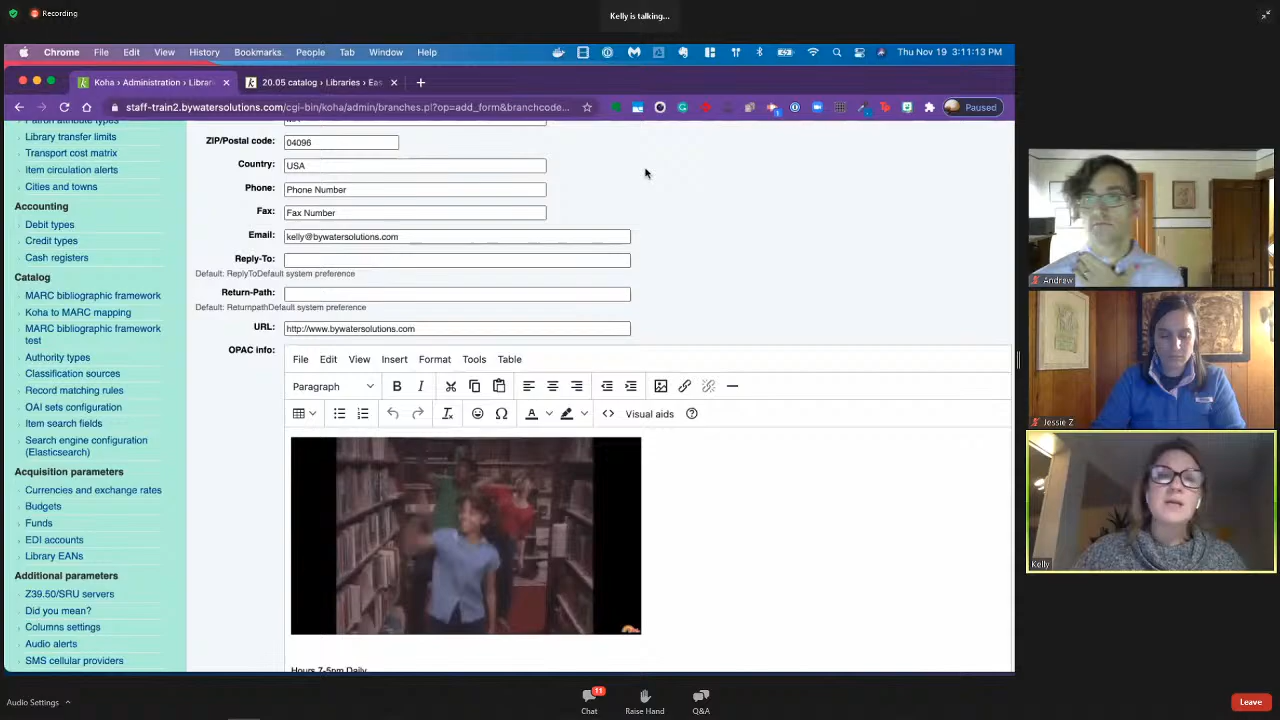 Recording
Kelly is talking...
Chrome File Edit View History Bookmarks People Tab Window Help
Thu Nov 19 3:11:13 PM
Koha › Administration › Librar
20.05 catalog › Libraries › Eas
staff-train2.bywatersolutions.com/cgi-bin/koha/admin/branches.pl?op=add_form&branchcode...
Paused
Patron attribute types
Library transfer limits
Transport cost matrix
Item circulation alerts
Cities and towns
Accounting
Debit types
Credit types
Cash registers
Catalog
MARC bibliographic framework
Koha to MARC mapping
MARC bibliographic framework
test
Authority types
Classification sources
Record matching rules
OAI sets configuration
Item search fields
Search engine configuration
(Elasticsearch)
Acquisition parameters
Currencies and exchange rates
Budgets
Funds
EDI accounts
Library EANs
Additional parameters
Z39.50/SRU servers
Did you mean?
Columns settings
Audio alerts
SMS cellular providers
ZIP/Postal code: 04096
Country: USA
Phone: Phone Number
Fax: Fax Number
Email: kelly@bywatersolutions.com
Reply-To:
Default: ReplyToDefault system preference
Return-Path:
Default: ReturnpathDefault system preference
URL: http://www.bywatersolutions.com
OPAC info:
File Edit View Insert Format Tools Table
Paragraph B I
A Visual aids
Hours 7-5pm Daily
Andrew
Jessie Z
Kelly
Audio Settings
11
Chat
Raise Hand
Q&A
Leave